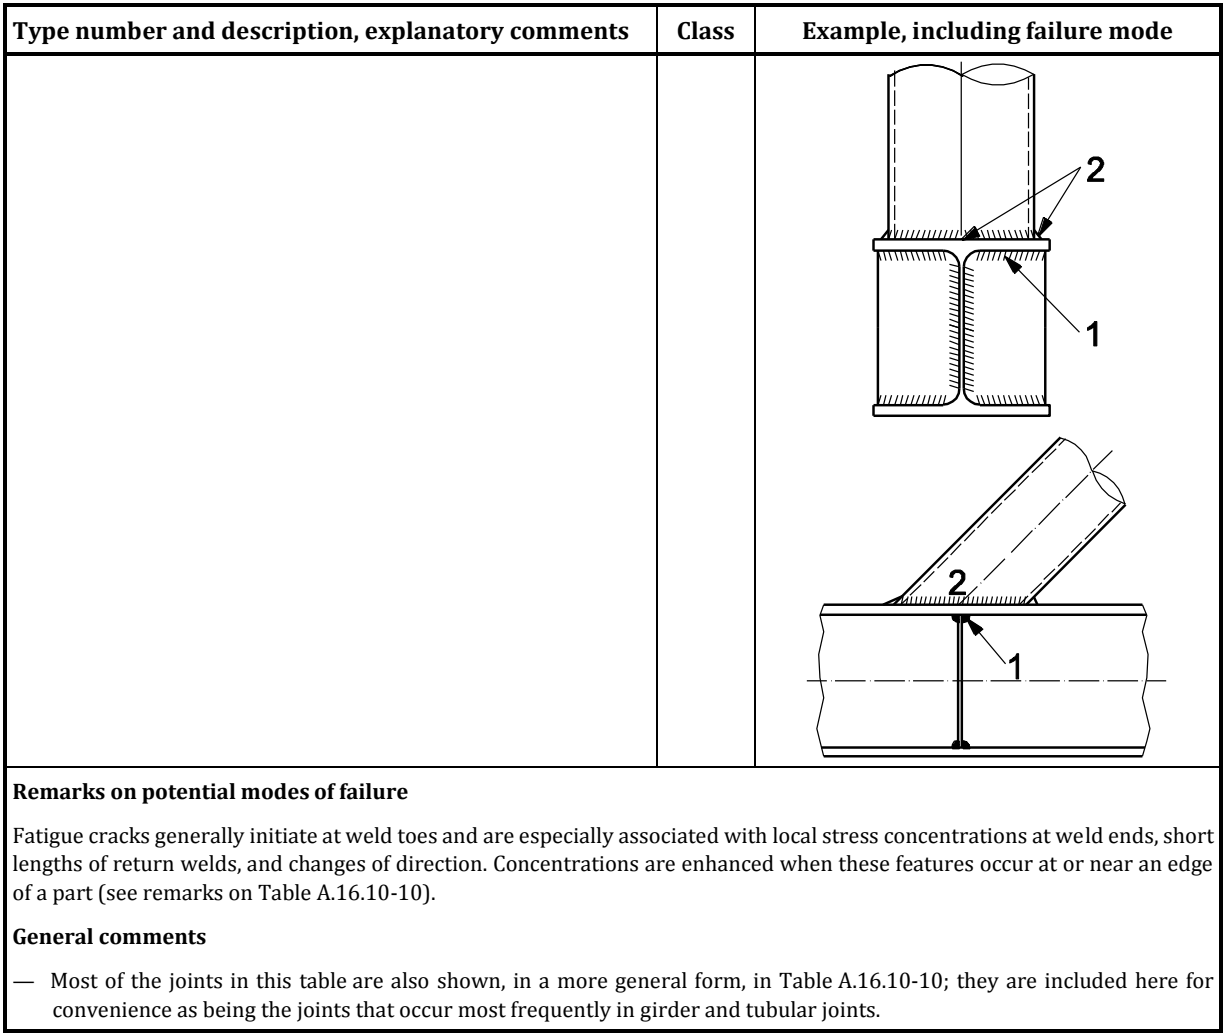 Type number and description, explanatory comments Class Example, including failure mode
2
1
2
1
Remarks on potential modes of failure
Fatigue cracks generally initiate at weld toes and are especially associated with local stress concentrations at weld ends, short
lengths of return welds, and changes of direction. Concentrations are enhanced when these features occur at or near an edge
of a part (see remarks on Table A.16.10-10).
General comments
— Most of the joints in this table are also shown, in a more general form, in Table A.16.10-10; they are included here for
convenience as being the joints that occur most frequently in girder and tubular joints.